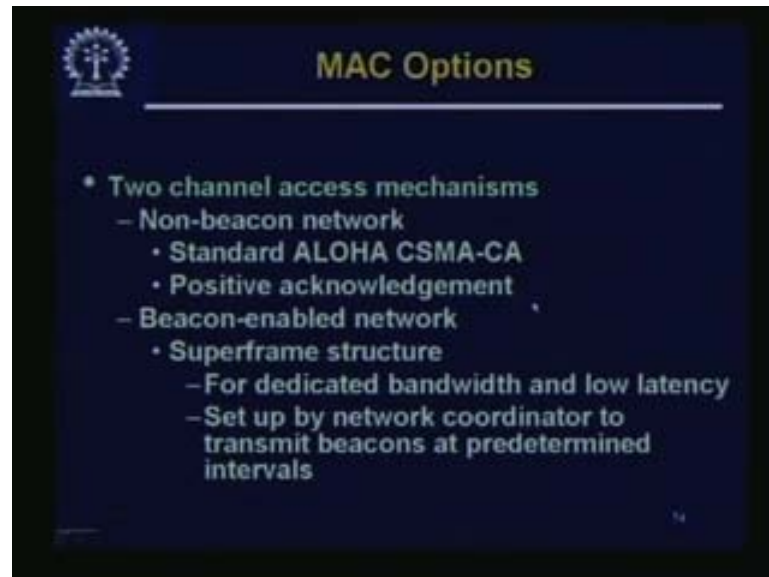 MAC Options
• Two channel access mechanisms
– Non-beacon network
• Standard ALOHA CSMA-CA
• Positive acknowledgement
– Beacon-enabled network
• Superframe structure
–For dedicated bandwidth and low latency
–Set up by network coordinator to
transmit beacons at predetermined
intervals